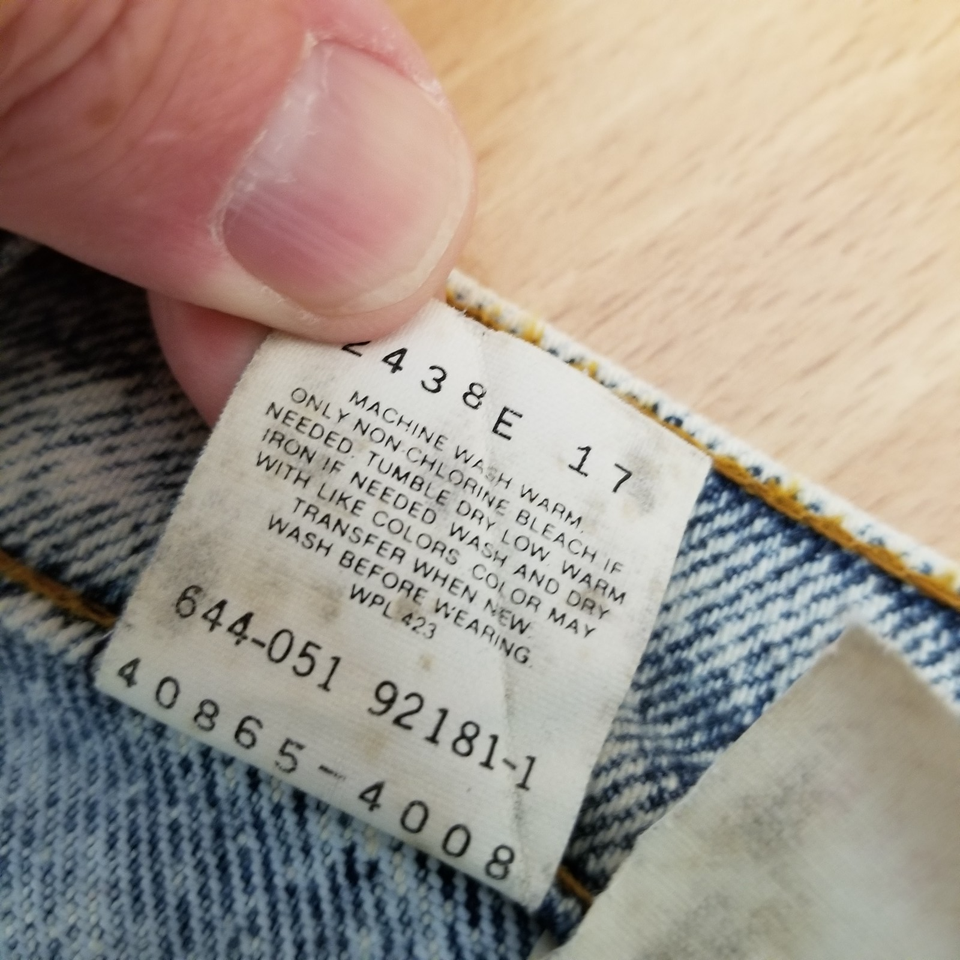 2438E 17
MACHINE WASH WARM.
ONLY NON-CHLORINE BLEACH IF
NEEDED. TUMBLE DRY LOW. WARM
IRON IF NEEDED. WASH AND DRY
WITH LIKE COLORS. COLOR MAY
TRANSFER WHEN NEW.
WASH BEFORE WEARING.
WPL 423
644-051 92181-1
40865-4008